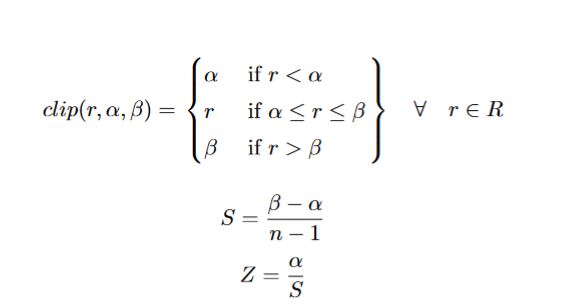 clip(r, α, β) = { α if r < α
r if α ≤ r ≤ β
β if r > β } ∀ r ∈ R
S = (β − α) / (n − 1)
Z = α / S